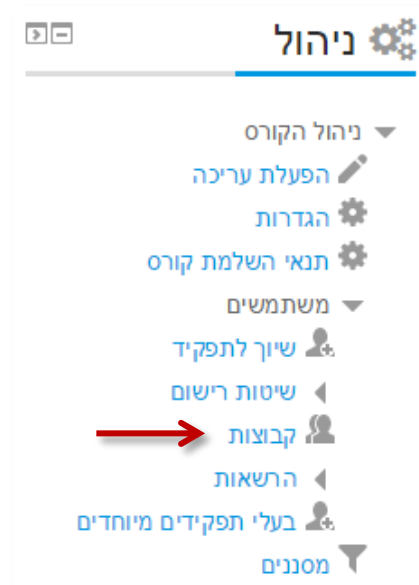 ניהול
ניהול הקורס
הפעלת עריכה
הגדרות
תנאי השלמת קורס
משתמשים
שיוך לתפקיד
שיטות רישום
קבוצות
הרשאות
בעלי תפקידים מיוחדים
מסננים